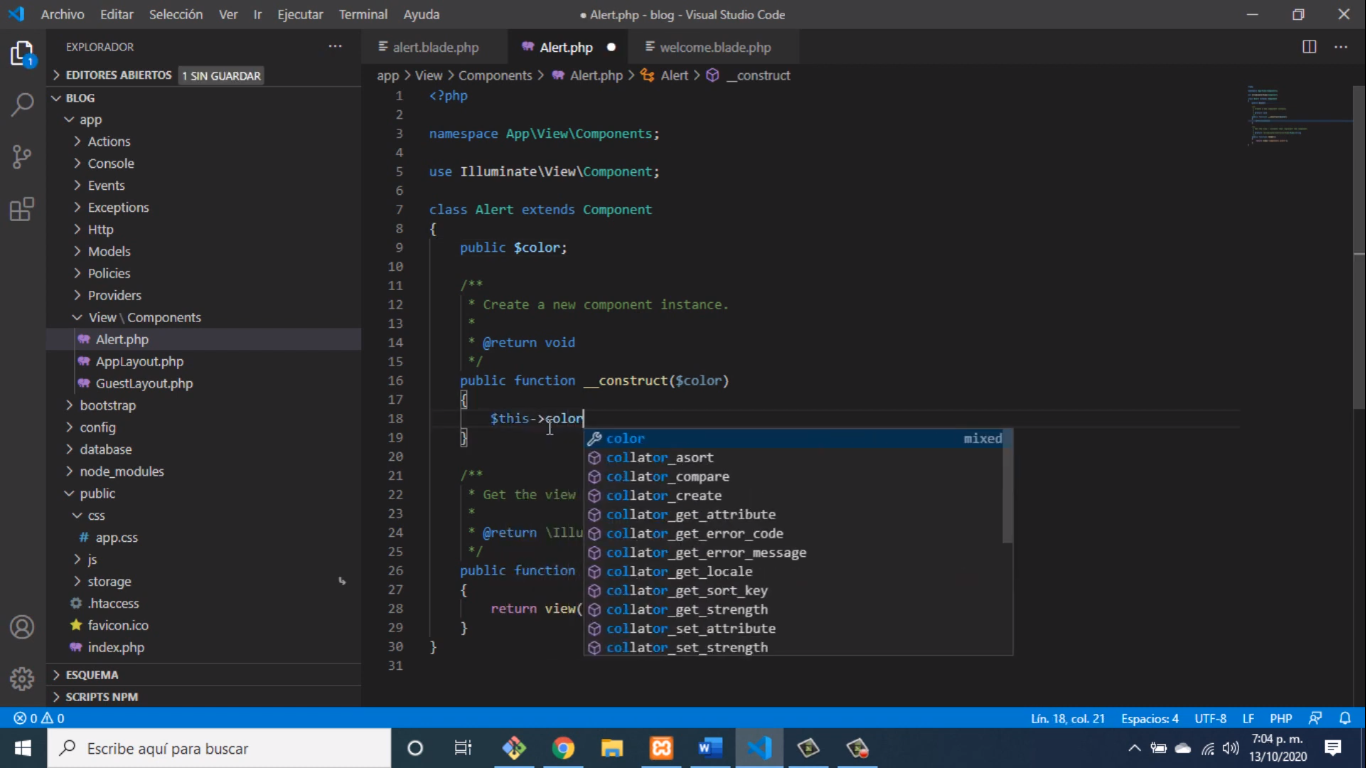 Archivo Editar Selección Ver Ir Ejecutar Terminal Ayuda ● Alert.php - blog - Visual Studio Code
EXPLORADOR ··· alert.blade.php Alert.php ● welcome.blade.php ···
EDITORES ABIERTOS 1 SIN GUARDAR
app > View > Components > Alert.php > Alert > __construct
1
BLOG
app
Actions
Console
Events
Exceptions
Http
Models
Policies
Providers
View \ Components
Alert.php
AppLayout.php
GuestLayout.php
bootstrap
config
database
node_modules
public
css
# app.css
js
storage
.htaccess
favicon.ico
index.php
ESQUEMA
SCRIPTS NPM
1 <?php
2
3 namespace App\View\Components;
4
5 use Illuminate\View\Component;
6
7 class Alert extends Component
8 {
9 public $color;
10
11 /**
12 * Create a new component instance.
13 *
14 * @return void
15 */
16 public function __construct($color)
17 {
18 $this->color
19 }
20
21 /**
22 * Get the view
23 *
24 * @return \Illu
25 */
26 public function
27 {
28 return view(
29 }
30 }
31
color mixed
collator_asort
collator_compare
collator_create
collator_get_attribute
collator_get_error_code
collator_get_error_message
collator_get_locale
collator_get_sort_key
collator_get_strength
collator_set_attribute
collator_set_strength
0 0 Lín. 18, col. 21 Espacios: 4 UTF-8 LF PHP
Escribe aquí para buscar
7:04 p. m.
13/10/2020